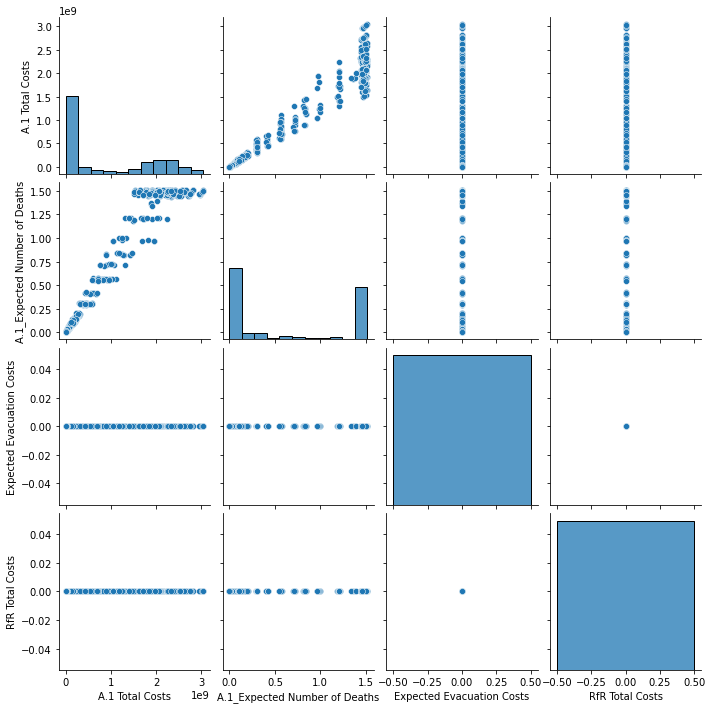 1e9
3.0
2.5
2.0
1.5
1.0
0.5
0.0
A.1 Total Costs
1.50
1.25
1.00
0.75
0.50
0.25
0.00
A.1_Expected Number of Deaths
0.04
0.02
0.00
−0.02
−0.04
Expected Evacuation Costs
0.04
0.02
0.00
−0.02
−0.04
RfR Total Costs
0 1 2 3
0.0 0.5 1.0 1.5
−0.50 −0.25 0.00 0.25 0.50
−0.50 −0.25 0.00 0.25 0.50
A.1 Total Costs 1e9
A.1_Expected Number of Deaths
Expected Evacuation Costs
RfR Total Costs